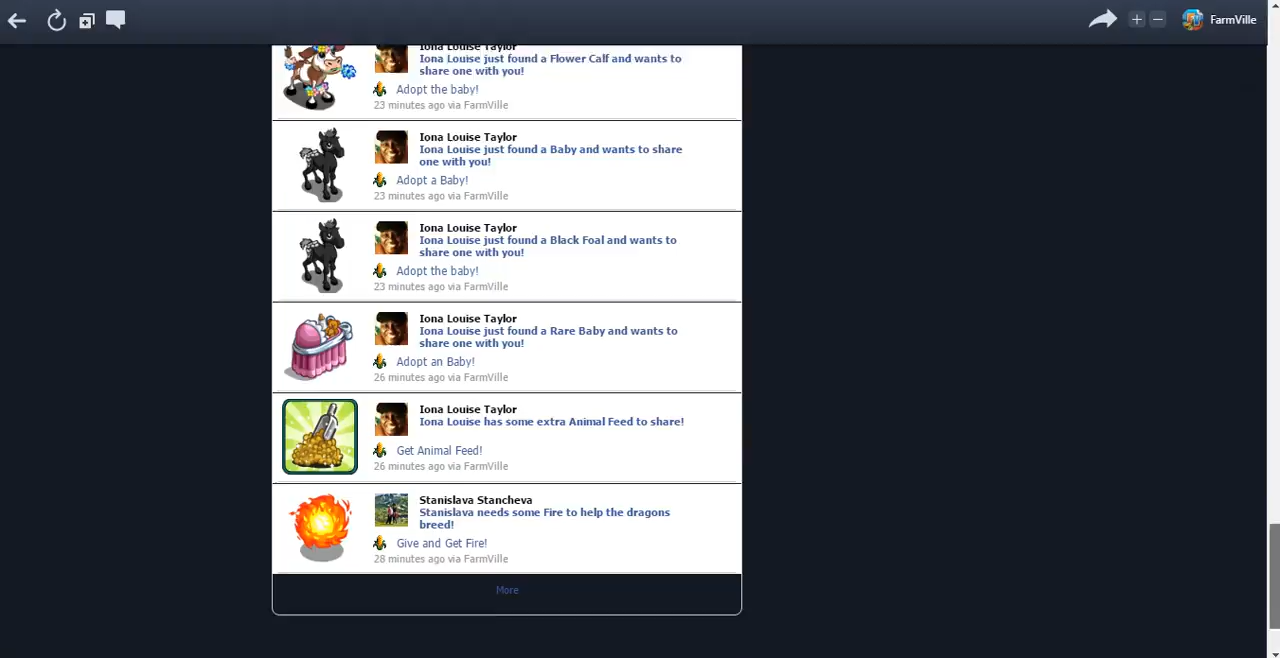 FarmVille
Iona Louise Taylor
Iona Louise just found a Flower Calf and wants to
share one with you!
Adopt the baby!
23 minutes ago via FarmVille
Iona Louise Taylor
Iona Louise just found a Baby and wants to share
one with you!
Adopt a Baby!
23 minutes ago via FarmVille
Iona Louise Taylor
Iona Louise just found a Black Foal and wants to
share one with you!
Adopt the baby!
23 minutes ago via FarmVille
Iona Louise Taylor
Iona Louise just found a Rare Baby and wants to
share one with you!
Adopt an Baby!
26 minutes ago via FarmVille
Iona Louise Taylor
Iona Louise has some extra Animal Feed to share!
Get Animal Feed!
26 minutes ago via FarmVille
Stanislava Stancheva
Stanislava needs some Fire to help the dragons
breed!
Give and Get Fire!
28 minutes ago via FarmVille
More